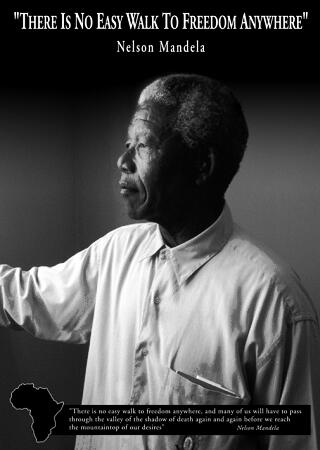 "There Is No Easy Walk To Freedom Anywhere"
Nelson Mandela
"There is no easy walk to freedom anywhere, and many of us will have to pass
through the valley of the shadow of death again and again before we reach
the mountaintop of our desires"
Nelson Mandela